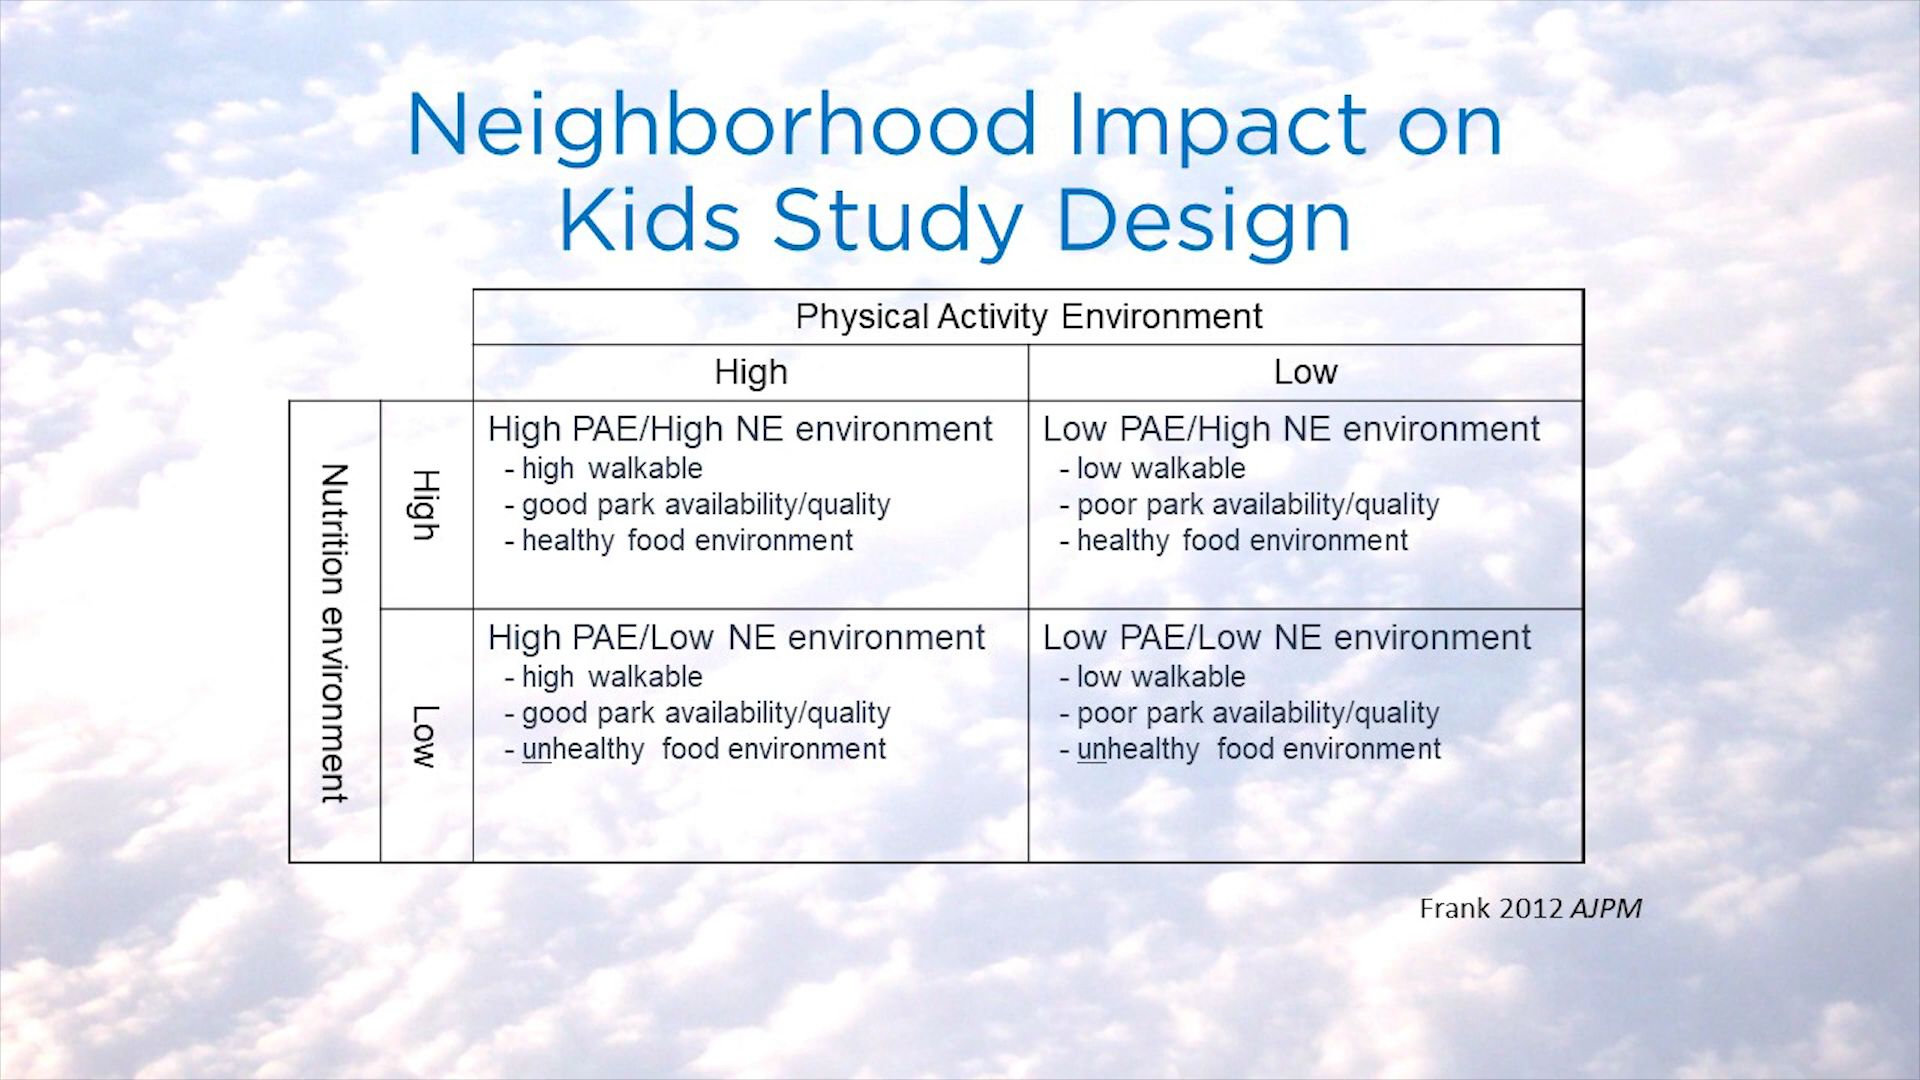 Neighborhood Impact on
Kids Study Design
Physical Activity Environment
High
Low
Nutrition environment
High
High PAE/High NE environment
- high walkable
- good park availability/quality
- healthy food environment
Low PAE/High NE environment
- low walkable
- poor park availability/quality
- healthy food environment
Low
High PAE/Low NE environment
- high walkable
- good park availability/quality
- unhealthy food environment
Low PAE/Low NE environment
- low walkable
- poor park availability/quality
- unhealthy food environment
Frank 2012 AJPM